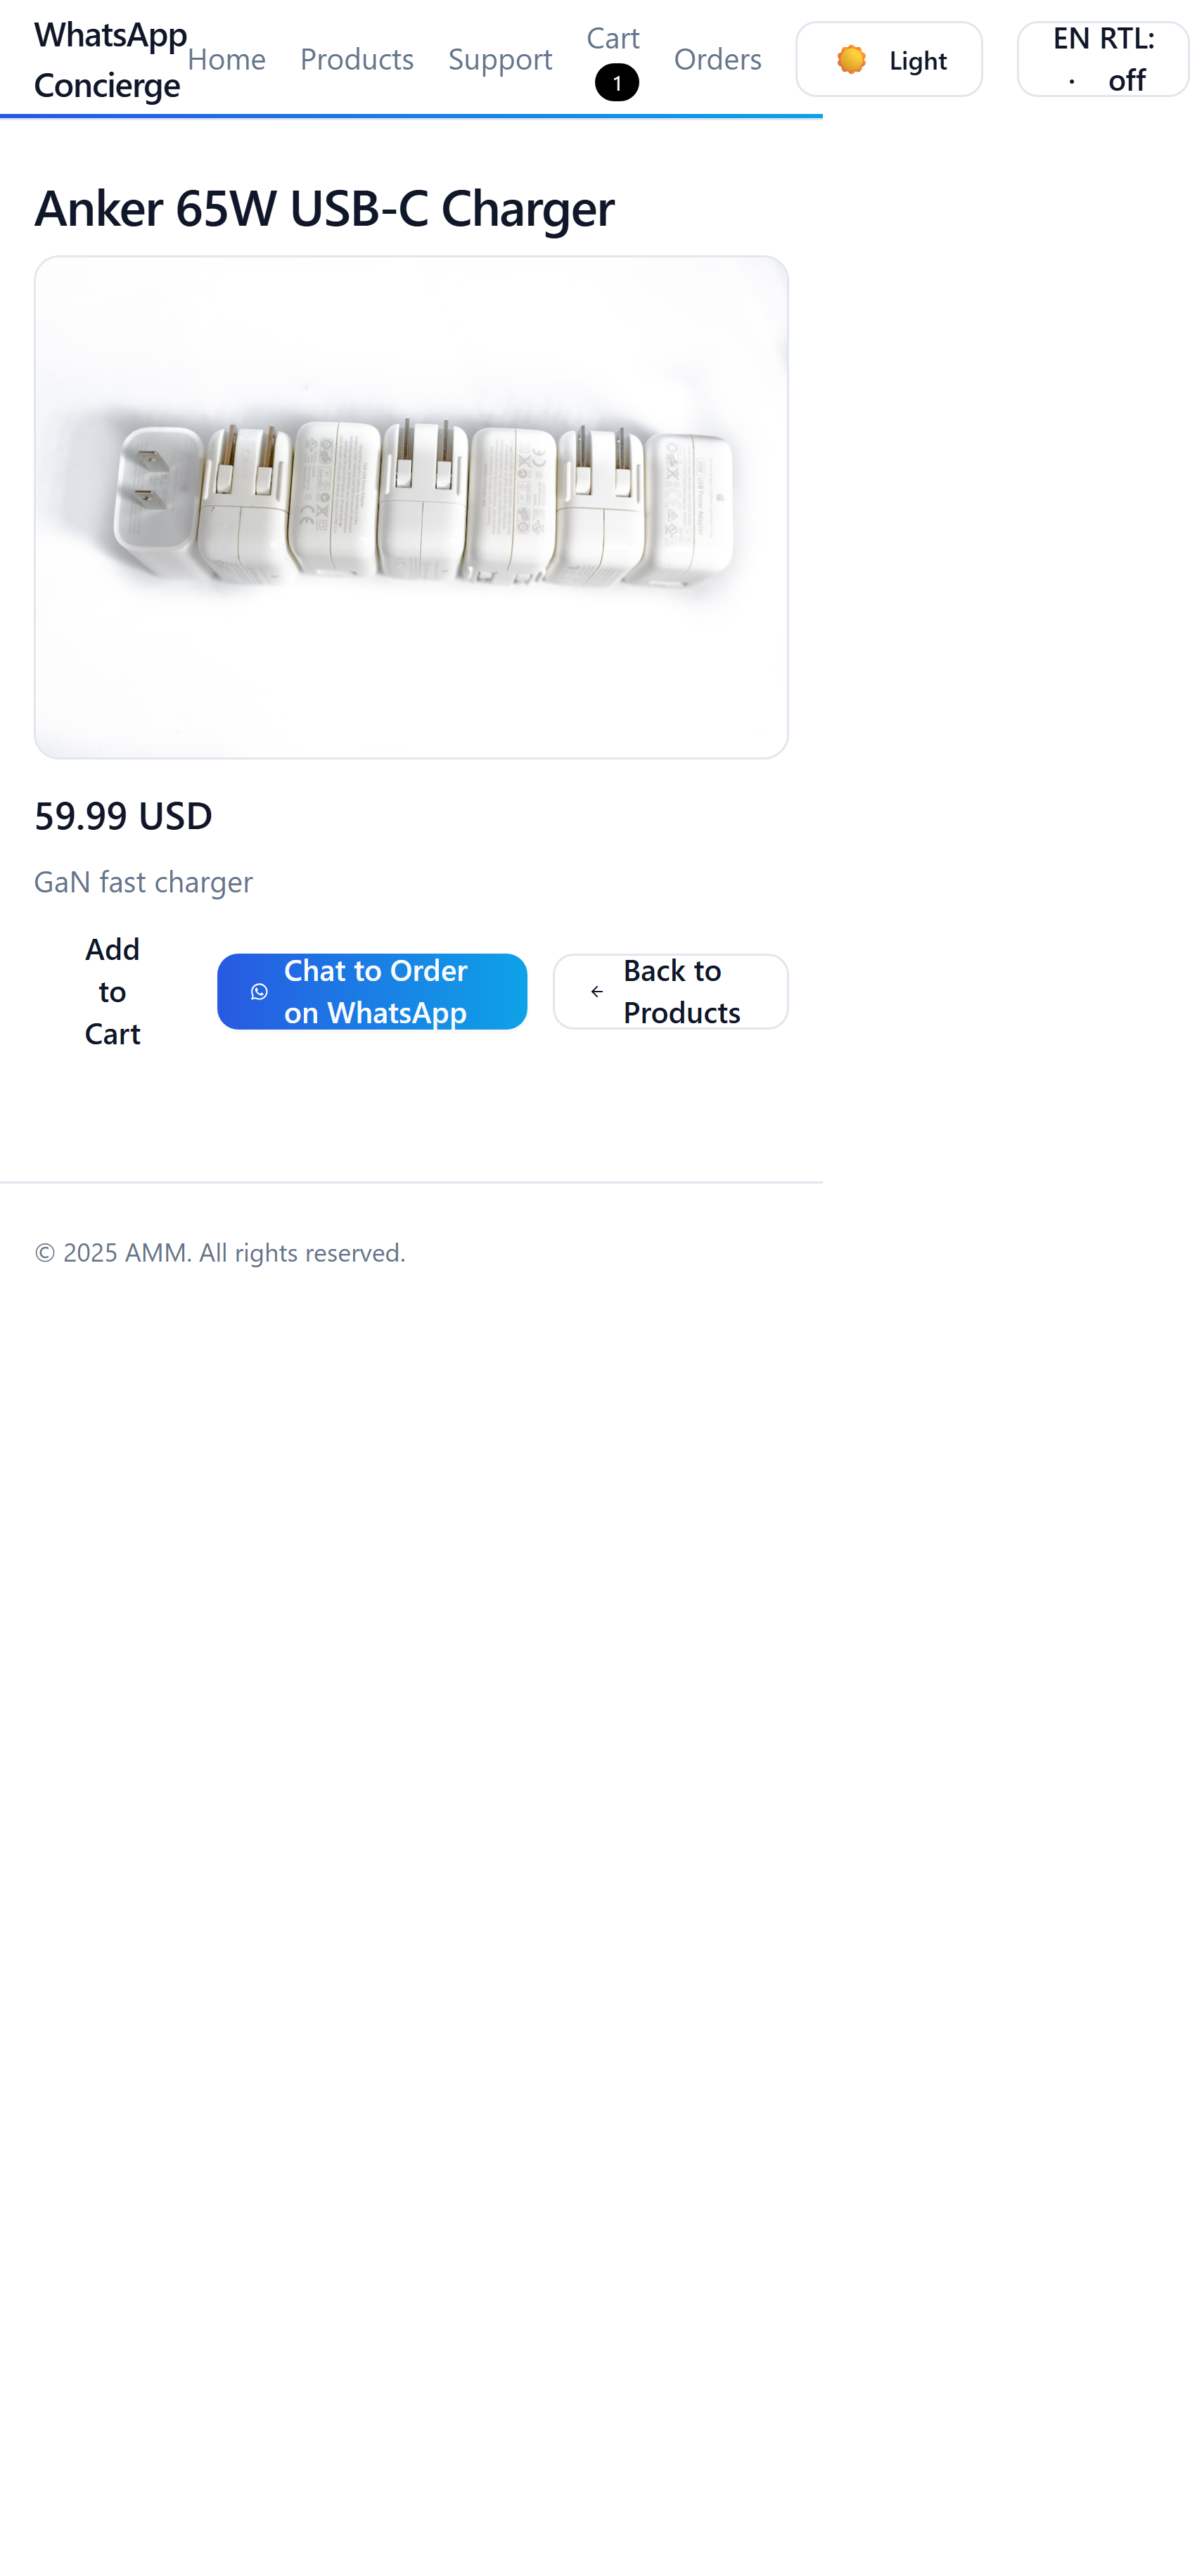 WhatsApp
Concierge
Home Products Support Cart 1 Orders Light EN · RTL: off
Anker 65W USB-C Charger
59.99 USD
GaN fast charger
Add
to
Cart
Chat to Order
on WhatsApp
Back to
Products
© 2025 AMM. All rights reserved.